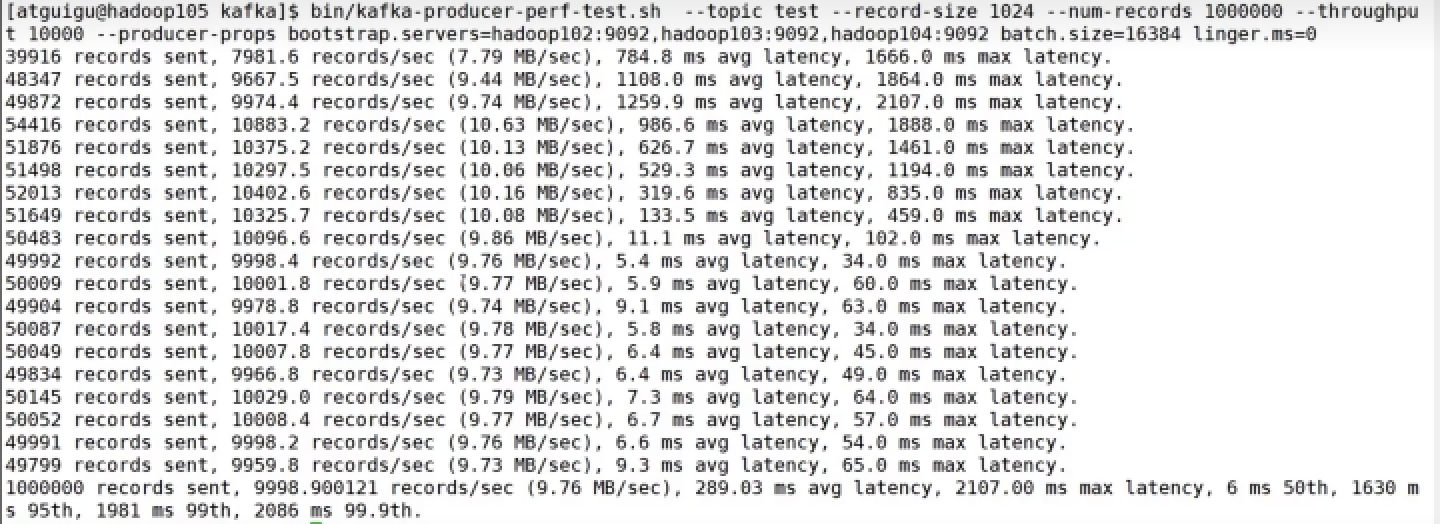 [atguigu@hadoop105 kafka]$ bin/kafka-producer-perf-test.sh  --topic test --record-size 1024 --num-records 1000000 --throughpu
t 10000 --producer-props bootstrap.servers=hadoop102:9092,hadoop103:9092,hadoop104:9092 batch.size=16384 linger.ms=0
39916 records sent, 7981.6 records/sec (7.79 MB/sec), 784.8 ms avg latency, 1666.0 ms max latency.
48347 records sent, 9667.5 records/sec (9.44 MB/sec), 1108.0 ms avg latency, 1864.0 ms max latency.
49872 records sent, 9974.4 records/sec (9.74 MB/sec), 1259.9 ms avg latency, 2107.0 ms max latency.
54416 records sent, 10883.2 records/sec (10.63 MB/sec), 986.6 ms avg latency, 1888.0 ms max latency.
51876 records sent, 10375.2 records/sec (10.13 MB/sec), 626.7 ms avg latency, 1461.0 ms max latency.
51498 records sent, 10297.5 records/sec (10.06 MB/sec), 529.3 ms avg latency, 1194.0 ms max latency.
52013 records sent, 10402.6 records/sec (10.16 MB/sec), 319.6 ms avg latency, 835.0 ms max latency.
51649 records sent, 10325.7 records/sec (10.08 MB/sec), 133.5 ms avg latency, 459.0 ms max latency.
50483 records sent, 10096.6 records/sec (9.86 MB/sec), 11.1 ms avg latency, 102.0 ms max latency.
49992 records sent, 9998.4 records/sec (9.76 MB/sec), 5.4 ms avg latency, 34.0 ms max latency.
50009 records sent, 10001.8 records/sec (9.77 MB/sec), 5.9 ms avg latency, 60.0 ms max latency.
49904 records sent, 9978.8 records/sec (9.74 MB/sec), 9.1 ms avg latency, 63.0 ms max latency.
50087 records sent, 10017.4 records/sec (9.78 MB/sec), 5.8 ms avg latency, 34.0 ms max latency.
50049 records sent, 10007.8 records/sec (9.77 MB/sec), 6.4 ms avg latency, 45.0 ms max latency.
49834 records sent, 9966.8 records/sec (9.73 MB/sec), 6.4 ms avg latency, 49.0 ms max latency.
50145 records sent, 10029.0 records/sec (9.79 MB/sec), 7.3 ms avg latency, 64.0 ms max latency.
50052 records sent, 10008.4 records/sec (9.77 MB/sec), 6.7 ms avg latency, 57.0 ms max latency.
49991 records sent, 9998.2 records/sec (9.76 MB/sec), 6.6 ms avg latency, 54.0 ms max latency.
49799 records sent, 9959.8 records/sec (9.73 MB/sec), 9.3 ms avg latency, 65.0 ms max latency.
1000000 records sent, 9998.900121 records/sec (9.76 MB/sec), 289.03 ms avg latency, 2107.00 ms max latency, 6 ms 50th, 1630 m
s 95th, 1981 ms 99th, 2086 ms 99.9th.